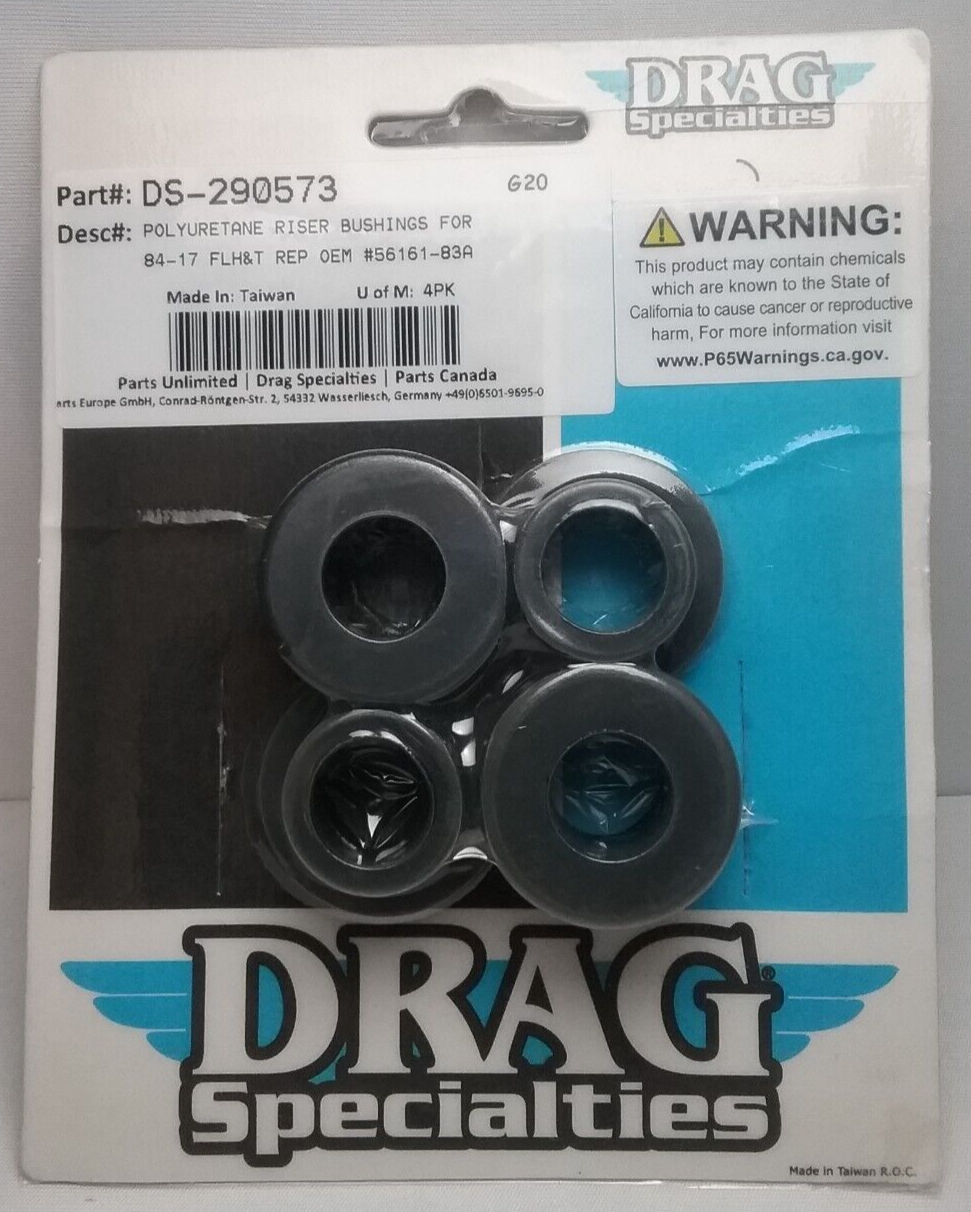 DRAG
Specialties
Part#: DS-290573 G20
Desc#: POLYURETANE RISER BUSHINGS FOR
84-17 FLH&T REP OEM #56161-83A
Made In: Taiwan U of M: 4PK
Parts Unlimited | Drag Specialties | Parts Canada
arts Europe GmbH, Conrad-Röntgen-Str. 2, 54332 Wasserliesch, Germany +49(0)6501-9695-0
WARNING:
This product may contain chemicals
which are known to the State of
California to cause cancer or reproductive
harm, For more information visit
www.P65Warnings.ca.gov.
DRAG®
Specialties
Made in Taiwan R.O.C.